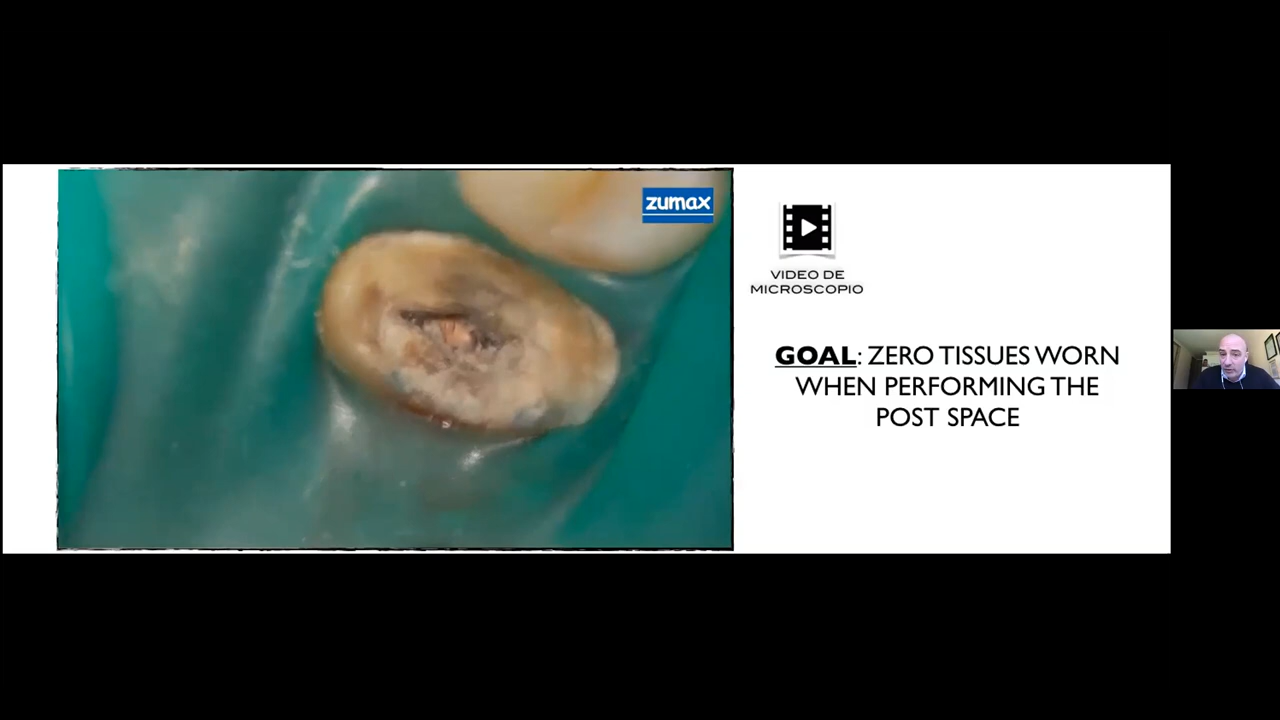 zumax
VIDEO DE
MICROSCOPIO
GOAL: ZERO TISSUES WORN
WHEN PERFORMING THE
POST SPACE